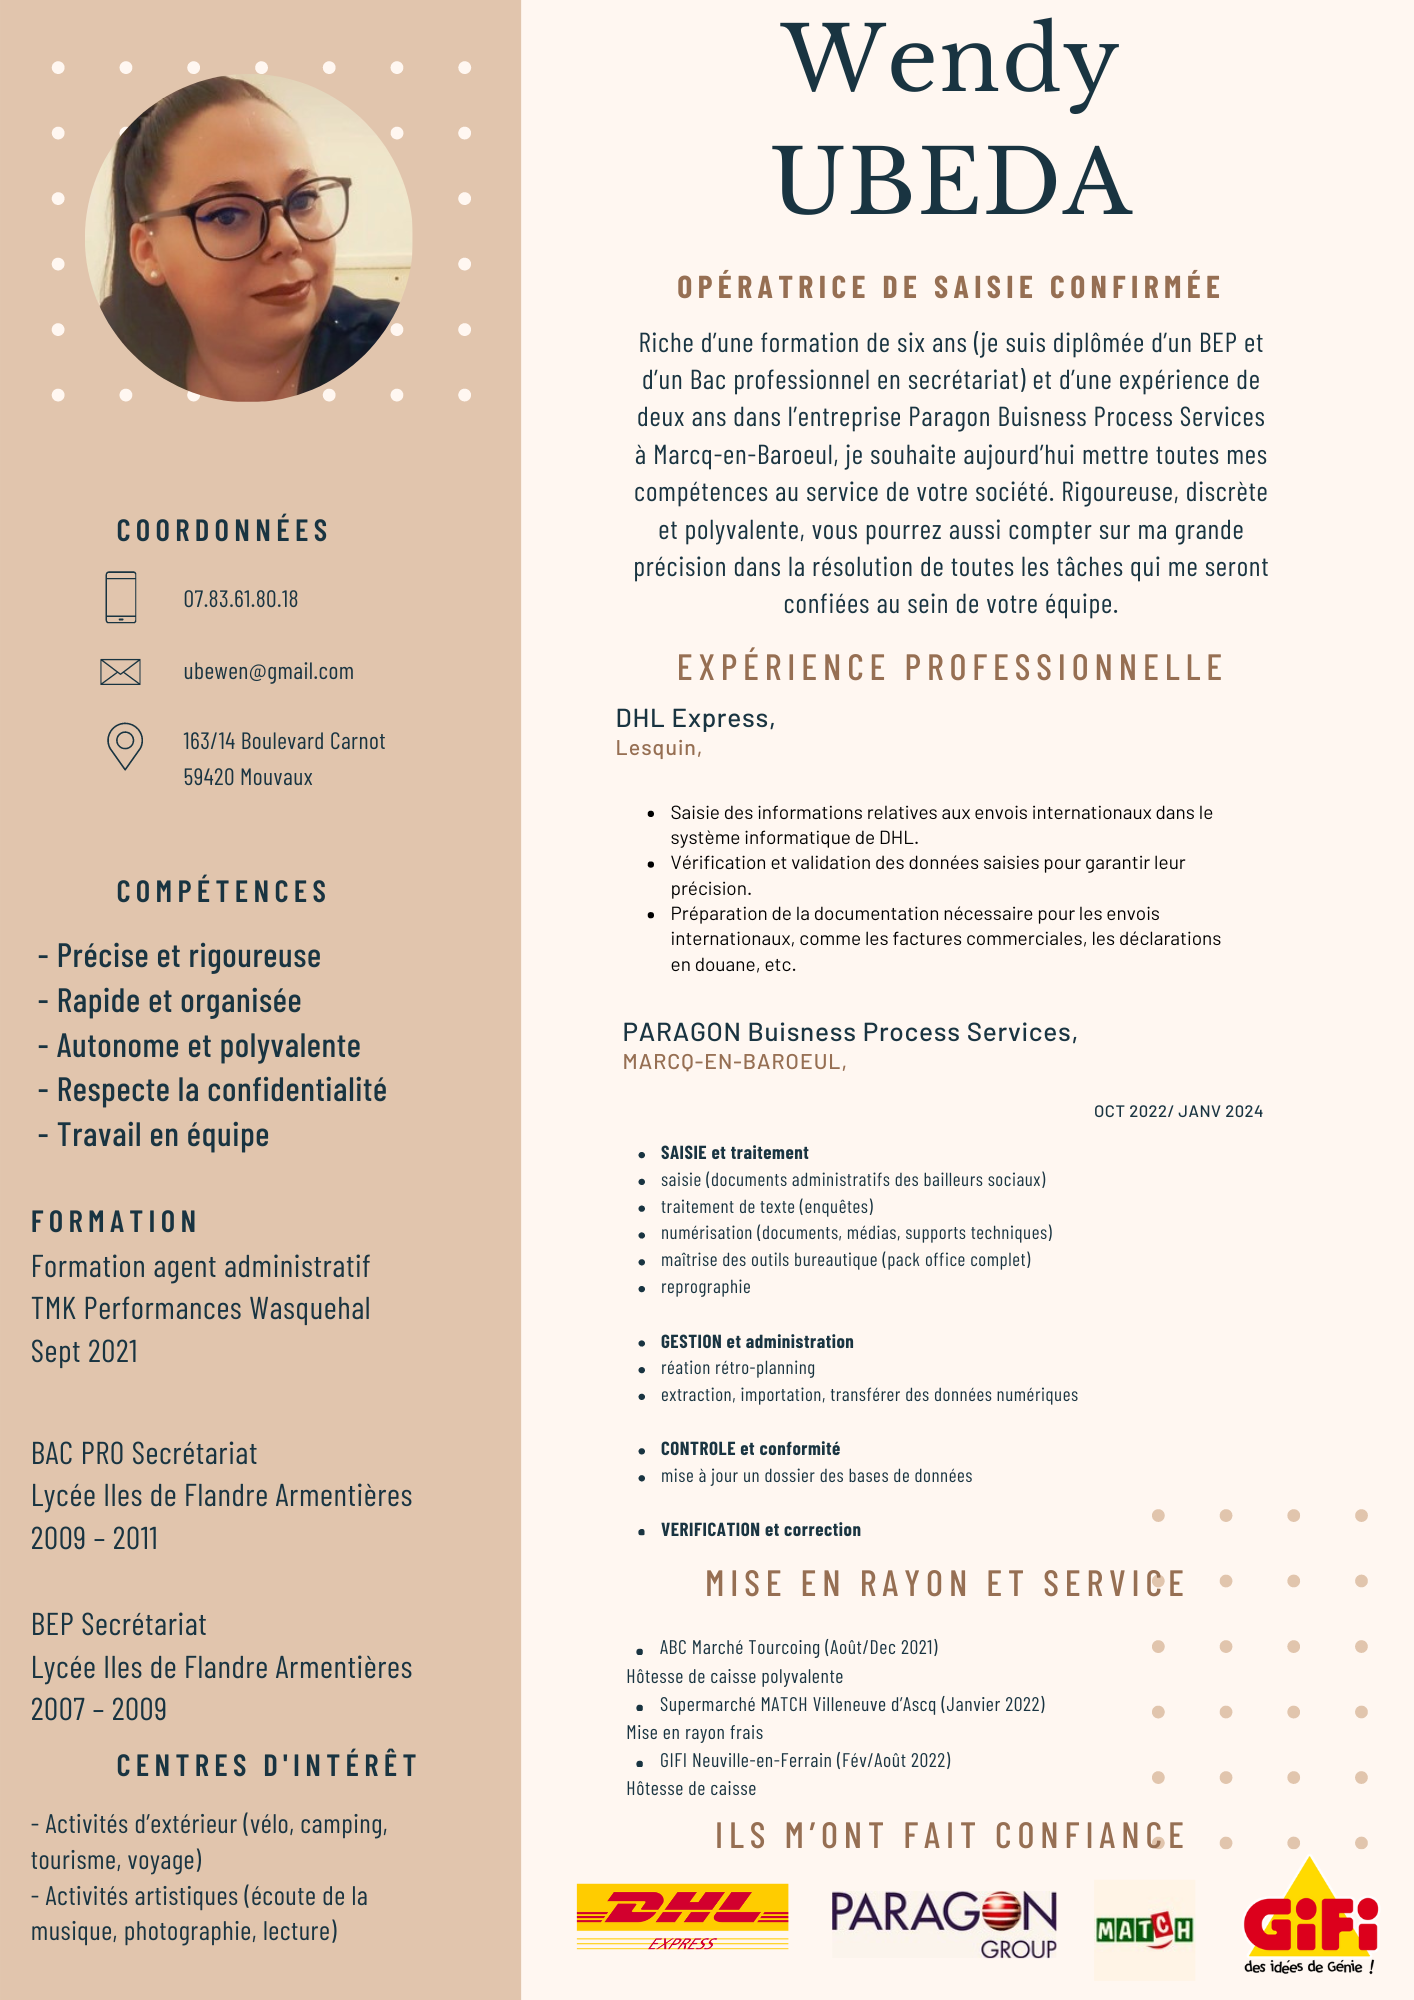 Wendy
UBEDA
OPÉRATRICE DE SAISIE CONFIRMÉE
Riche d’une formation de six ans (je suis diplômée d’un BEP et
d’un Bac professionnel en secrétariat) et d’une expérience de
deux ans dans l’entreprise Paragon Buisness Process Services
à Marcq-en-Baroeul, je souhaite aujourd’hui mettre toutes mes
compétences au service de votre société. Rigoureuse, discrète
et polyvalente, vous pourrez aussi compter sur ma grande
précision dans la résolution de toutes les tâches qui me seront
confiées au sein de votre équipe.
COORDONNÉES
07.83.61.80.18
ubewen@gmail.com
163/14 Boulevard Carnot
59420 Mouvaux
COMPÉTENCES
- Précise et rigoureuse
- Rapide et organisée
- Autonome et polyvalente
- Respecte la confidentialité
- Travail en équipe
FORMATION
Formation agent administratif
TMK Performances Wasquehal
Sept 2021
BAC PRO Secrétariat
Lycée Iles de Flandre Armentières
2009 – 2011
BEP Secrétariat
Lycée Iles de Flandre Armentières
2007 – 2009
CENTRES D'INTÉRÊT
- Activités d’extérieur (vélo, camping,
tourisme, voyage)
- Activités artistiques (écoute de la
musique, photographie, lecture)
EXPÉRIENCE PROFESSIONNELLE
DHL Express,
Lesquin,
• Saisie des informations relatives aux envois internationaux dans le
système informatique de DHL.
• Vérification et validation des données saisies pour garantir leur
précision.
• Préparation de la documentation nécessaire pour les envois
internationaux, comme les factures commerciales, les déclarations
en douane, etc.
PARAGON Buisness Process Services,
MARCQ-EN-BAROEUL,
OCT 2022/ JANV 2024
• SAISIE et traitement
• saisie (documents administratifs des bailleurs sociaux)
• traitement de texte (enquêtes)
• numérisation (documents, médias, supports techniques)
• maîtrise des outils bureautique (pack office complet)
• reprographie
• GESTION et administration
• réation rétro-planning
• extraction, importation, transférer des données numériques
• CONTROLE et conformité
• mise à jour un dossier des bases de données
• VERIFICATION et correction
MISE EN RAYON ET SERVICE
• ABC Marché Tourcoing (Août/Dec 2021)
Hôtesse de caisse polyvalente
• Supermarché MATCH Villeneuve d’Ascq (Janvier 2022)
Mise en rayon frais
• GIFI Neuville-en-Ferrain (Fév/Août 2022)
Hôtesse de caisse
ILS M’ONT FAIT CONFIANCE
DHL
EXPRESS
PARAGON
GROUP
MATCH
GiFi
des idées de Génie !